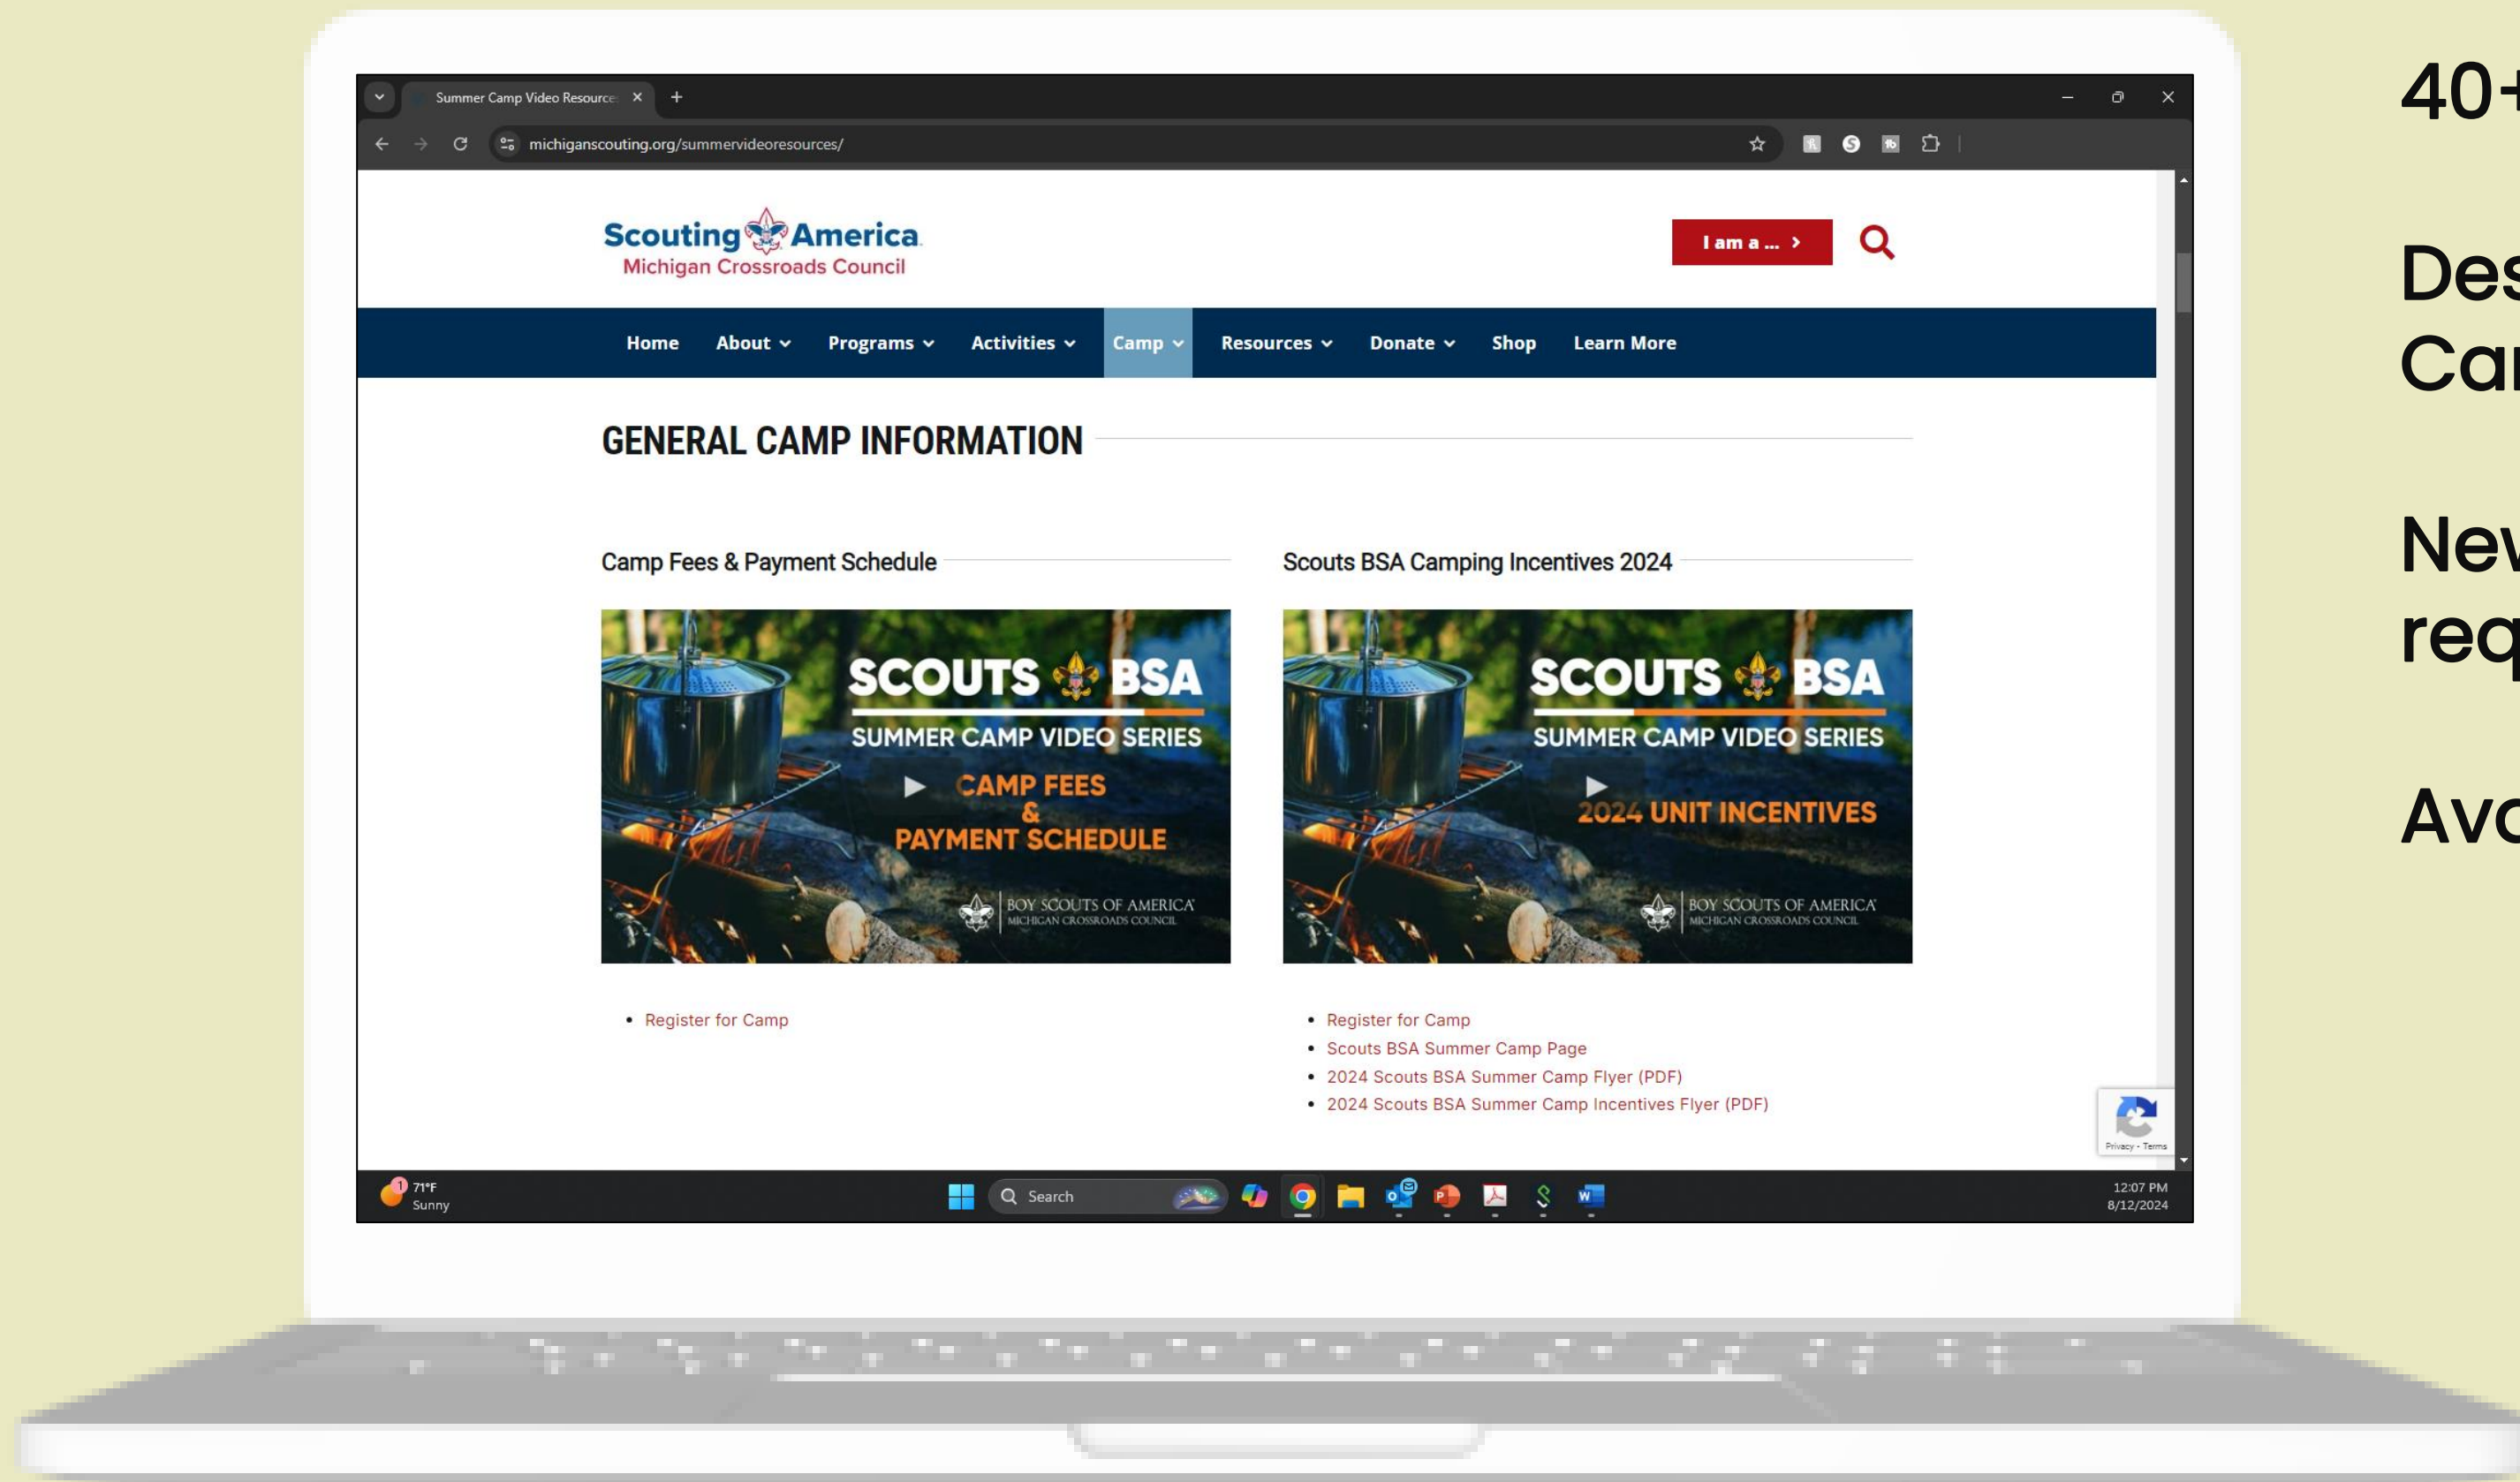 Summer Camp Video Resource
michiganscouting.org/summervideoresources/
Scouting America
Michigan Crossroads Council
I am a ... >
Home About Programs Activities Camp Resources Donate Shop Learn More
GENERAL CAMP INFORMATION
Camp Fees & Payment Schedule
SCOUTS BSA
SUMMER CAMP VIDEO SERIES
CAMP FEES
&
PAYMENT SCHEDULE
BOY SCOUTS OF AMERICA
MICHIGAN CROSSROADS COUNCIL
• Register for Camp
Scouts BSA Camping Incentives 2024
SCOUTS BSA
SUMMER CAMP VIDEO SERIES
2024 UNIT INCENTIVES
BOY SCOUTS OF AMERICA
MICHIGAN CROSSROADS COUNCIL
• Register for Camp
• Scouts BSA Summer Camp Page
• 2024 Scouts BSA Summer Camp Flyer (PDF)
• 2024 Scouts BSA Summer Camp Incentives Flyer (PDF)
Privacy - Terms
1
71°F
Sunny
Search
12:07 PM
8/12/2024
40+